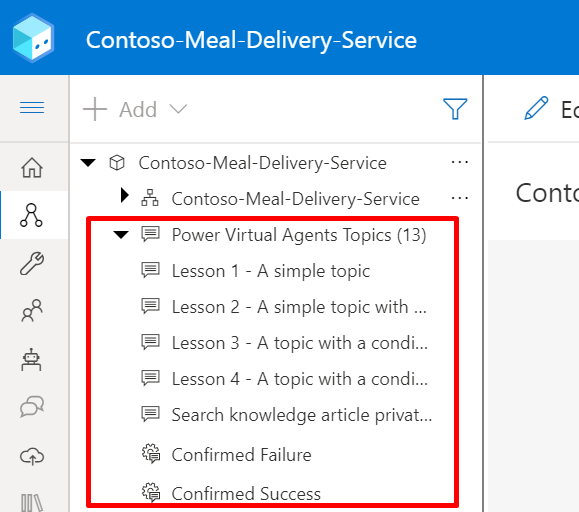 Contoso-Meal-Delivery-Service
Add
Contoso-Meal-Delivery-Service ...
Contoso-Meal-Delivery-Service ...
Power Virtual Agents Topics (13)
Lesson 1 - A simple topic
Lesson 2 - A simple topic with ...
Lesson 3 - A topic with a condi...
Lesson 4 - A topic with a condi...
Search knowledge article privat...
Confirmed Failure
Confirmed Success